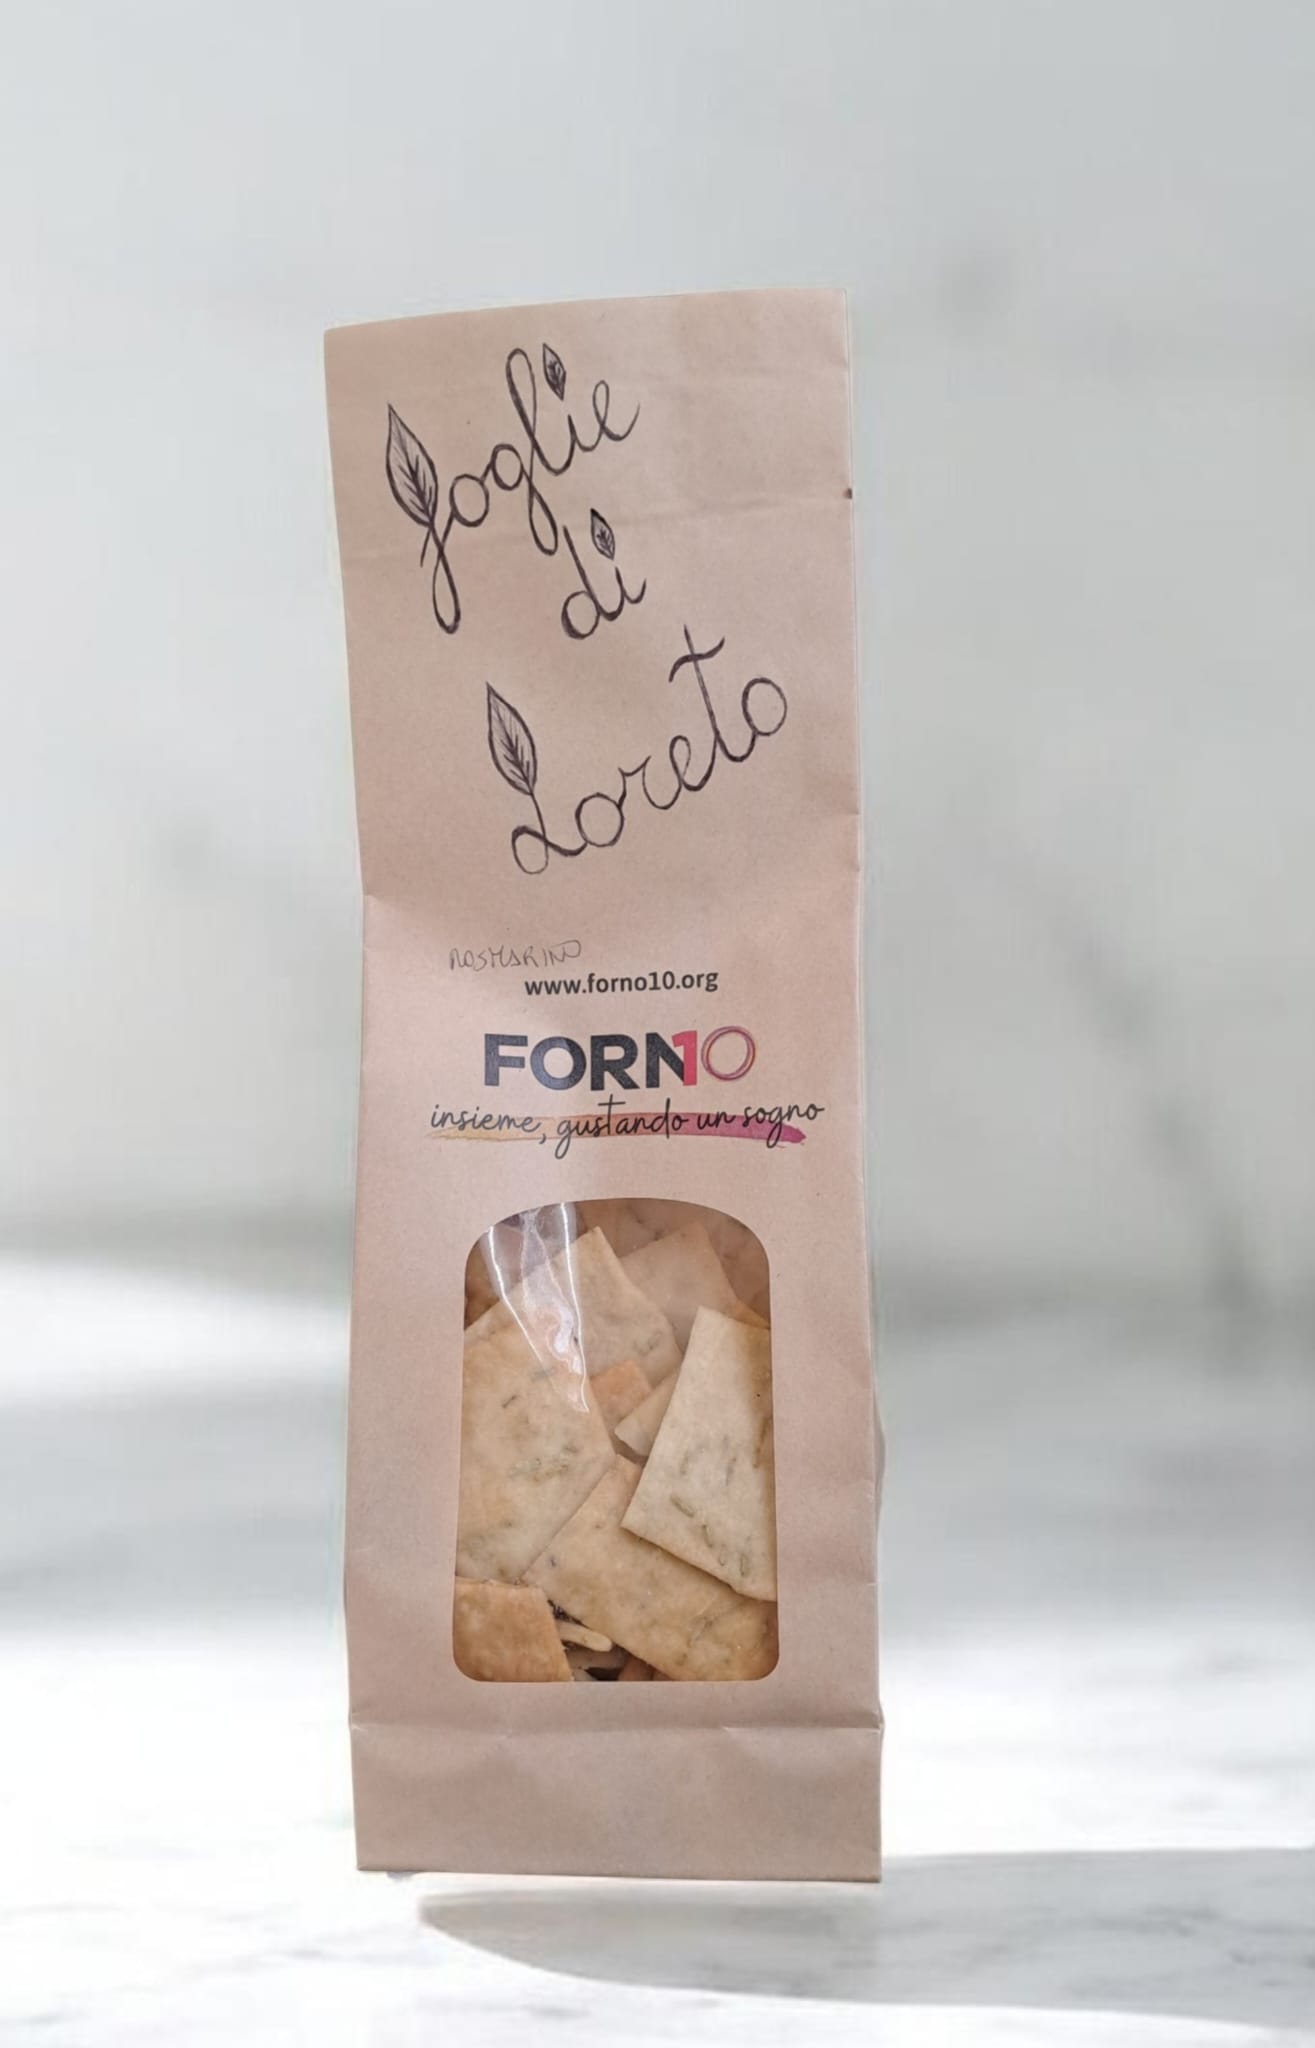 foglie
di
Loreto
ROSMARINO
www.forno10.org
FORN10
insieme, gustando un sogno